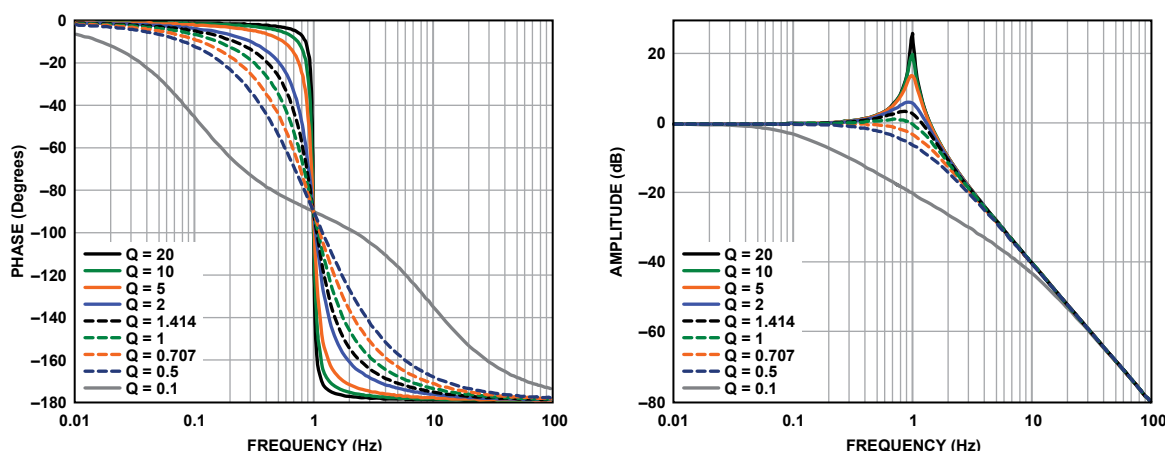 0
−20
−40
−60
−80
−100
−120
−140
−160
−180
PHASE (Degrees)
Q = 20
Q = 10
Q = 5
Q = 2
Q = 1.414
Q = 1
Q = 0.707
Q = 0.5
Q = 0.1
0.01 0.1 1 10 100
FREQUENCY (Hz)
20
0
−20
−40
−60
−80
AMPLITUDE (dB)
Q = 20
Q = 10
Q = 5
Q = 2
Q = 1.414
Q = 1
Q = 0.707
Q = 0.5
Q = 0.1
0.01 0.1 1 10 100
FREQUENCY (Hz)